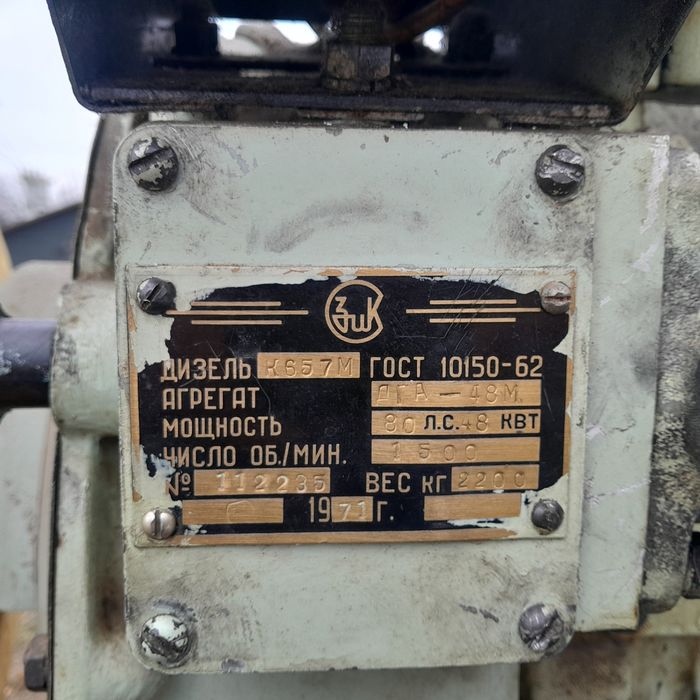 ЗИК
ДИЗЕЛЬ К657М ГОСТ 10150-62
АГРЕГАТ ДГА-48М
МОЩНОСТЬ 80 Л.С. 48 КВТ
ЧИСЛО ОБ./МИН. 1500
№ 112235 ВЕС КГ 2200
1971 г.